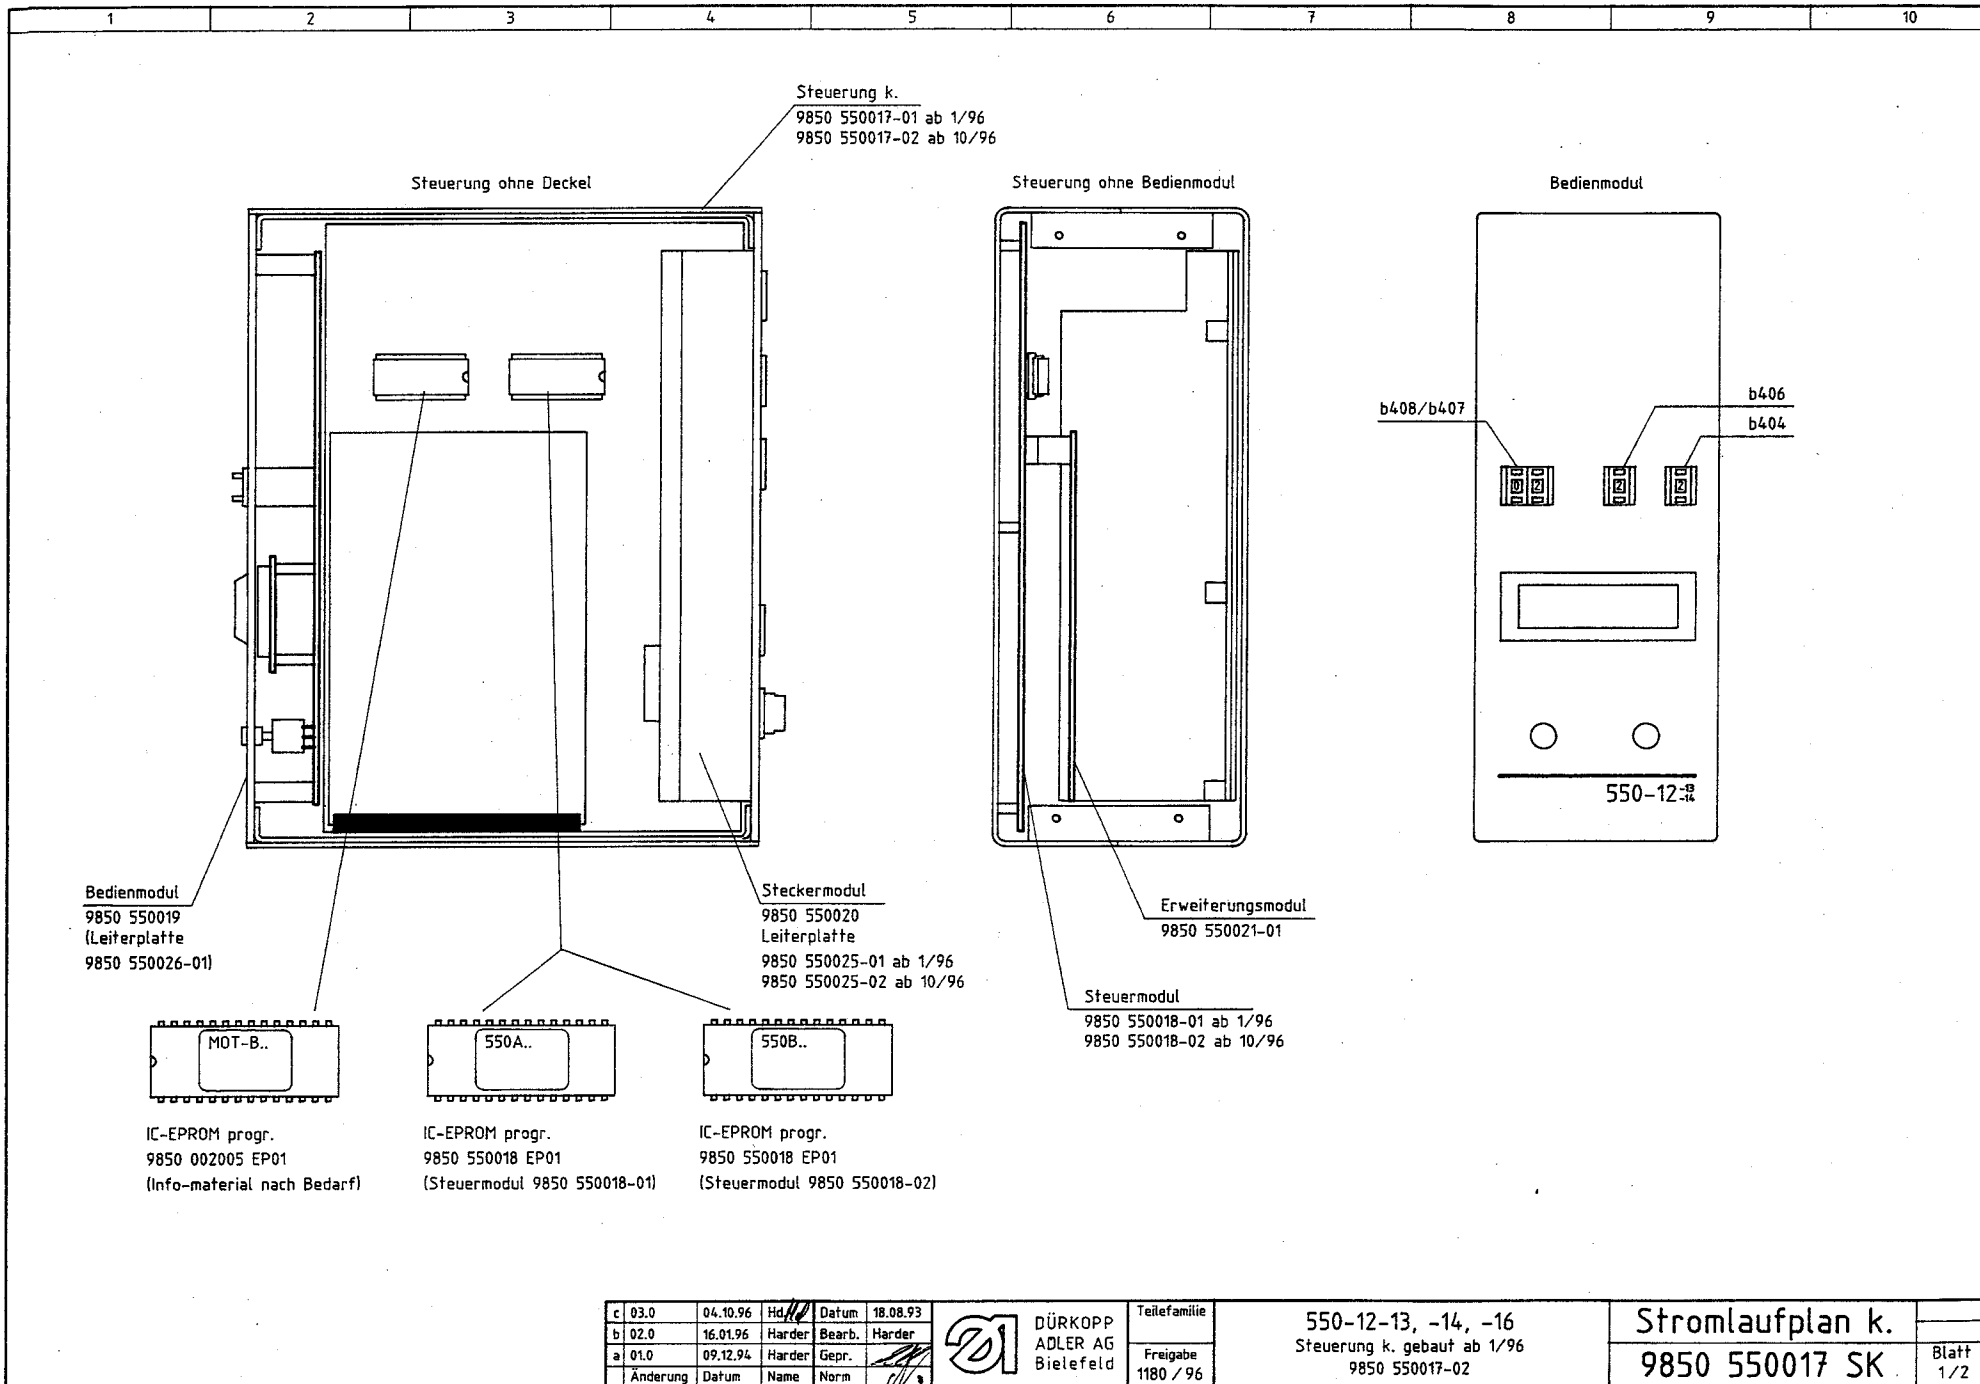 1 2 3 4 5 6 7 8 9 10
Steuerung k.
9850 550017-01 ab 1/96
9850 550017-02 ab 10/96
Steuerung ohne Deckel
Steuerung ohne Bedienmodul
Bedienmodul
b408/b407
b406
b404
0 2
2
2
550-12-13
-14
Bedienmodul
9850 550019
(Leiterplatte
9850 550026-01)
Steckermodul
9850 550020
Leiterplatte
9850 550025-01 ab 1/96
9850 550025-02 ab 10/96
Erweiterungsmodul
9850 550021-01
Steuermodul
9850 550018-01 ab 1/96
9850 550018-02 ab 10/96
MOT-B..
550A..
550B..
IC-EPROM progr.
9850 002005 EP01
(Info-material nach Bedarf)
IC-EPROM progr.
9850 550018 EP01
(Steuermodul 9850 550018-01)
IC-EPROM progr.
9850 550018 EP01
(Steuermodul 9850 550018-02)
c 03.0 04.10.96 Hd. Datum 18.08.93
b 02.0 16.01.96 Harder Bearb. Harder
a 01.0 09.12.94 Harder Gepr.
Änderung Datum Name Norm
DÜRKOPP
ADLER AG
Bielefeld
Teilefamilie
Freigabe
1180 / 96
550-12-13, -14, -16
Steuerung k. gebaut ab 1/96
9850 550017-02
Stromlaufplan k.
9850 550017 SK
Blatt
1/2